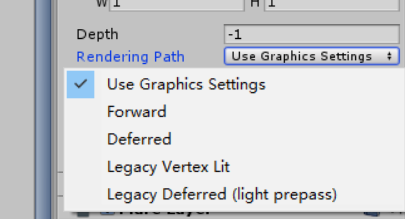 W 1 H 1
Depth -1
Rendering Path Use Graphics Settings
Use Graphics Settings
Forward
Deferred
Legacy Vertex Lit
Legacy Deferred (light prepass)
Flare Layer